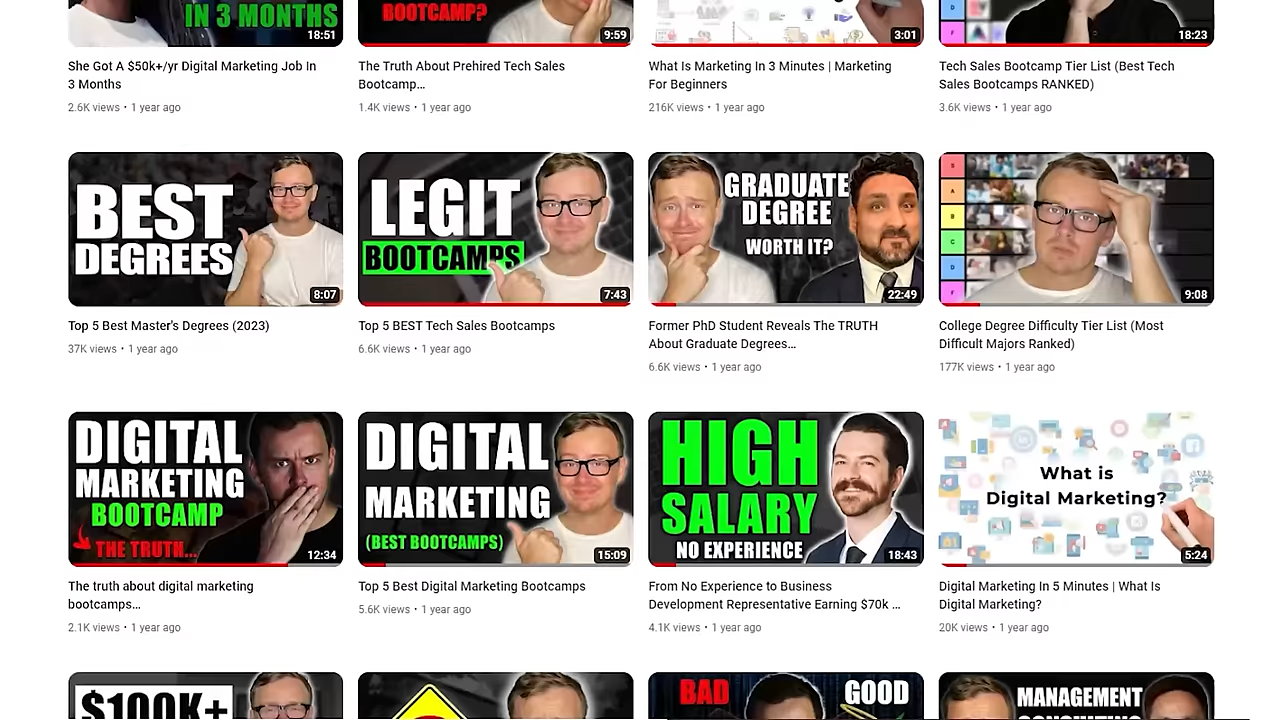 IN 3 MONTHS
18:51
BOOTCAMP?
9:59
3:01
D
F
18:23
She Got A $50k+/yr Digital Marketing Job In
3 Months
2.6K views • 1 year ago
The Truth About Prehired Tech Sales
Bootcamp...
1.4K views • 1 year ago
What Is Marketing In 3 Minutes | Marketing
For Beginners
216K views • 1 year ago
Tech Sales Bootcamp Tier List (Best Tech
Sales Bootcamps RANKED)
3.6K views • 1 year ago
BEST
DEGREES
8:07
LEGIT
BOOTCAMPS
7:43
GRADUATE
DEGREE
WORTH IT?
22:49
S
A
B
C
D
F
9:08
Top 5 Best Master's Degrees (2023)
37K views • 1 year ago
Top 5 BEST Tech Sales Bootcamps
6.6K views • 1 year ago
Former PhD Student Reveals The TRUTH
About Graduate Degrees...
6.6K views • 1 year ago
College Degree Difficulty Tier List (Most
Difficult Majors Ranked)
177K views • 1 year ago
DIGITAL
MARKETING
BOOTCAMP
THE TRUTH...
12:34
DIGITAL
MARKETING
(BEST BOOTCAMPS)
15:09
HIGH
SALARY
NO EXPERIENCE
18:43
What is
Digital Marketing?
5:24
The truth about digital marketing
bootcamps...
2.1K views • 1 year ago
Top 5 Best Digital Marketing Bootcamps
5.6K views • 1 year ago
From No Experience to Business
Development Representative Earning $70k ...
4.1K views • 1 year ago
Digital Marketing In 5 Minutes | What Is
Digital Marketing?
20K views • 1 year ago
$100K+
BAD
GOOD
MANAGEMENT
CONSULTING